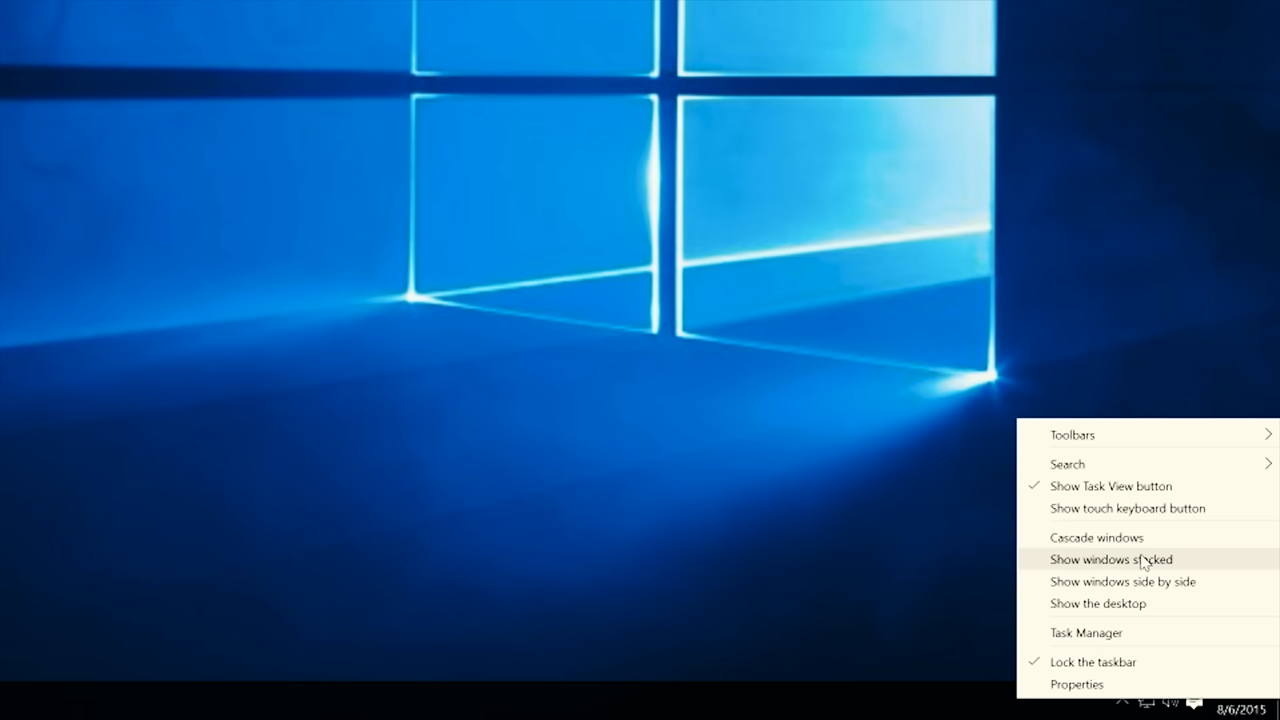 Toolbars
Search
Show Task View button
Show touch keyboard button
Cascade windows
Show windows stacked
Show windows side by side
Show the desktop
Task Manager
Lock the taskbar
Properties
8/6/2015